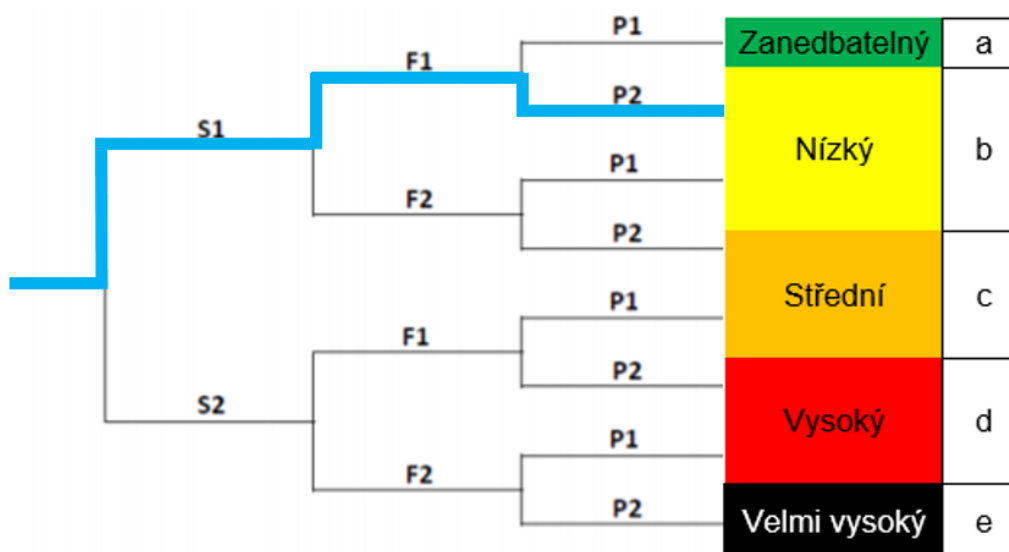 P1
Zanedbatelný a
F1
P2
S1
Nízký b
P1
F2
P2
Střední c
P1
F1
P2
S2
Vysoký d
P1
F2
P2
Velmi vysoký e